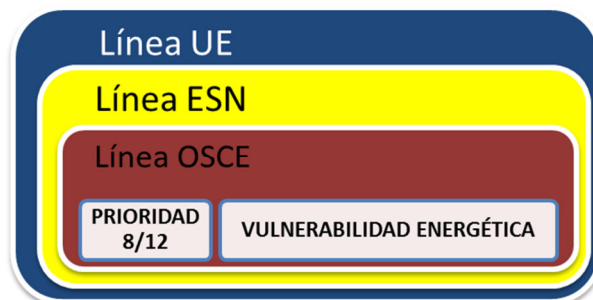 Línea UE
Línea ESN
Línea OSCE
PRIORIDAD
8/12
VULNERABILIDAD ENERGÉTICA